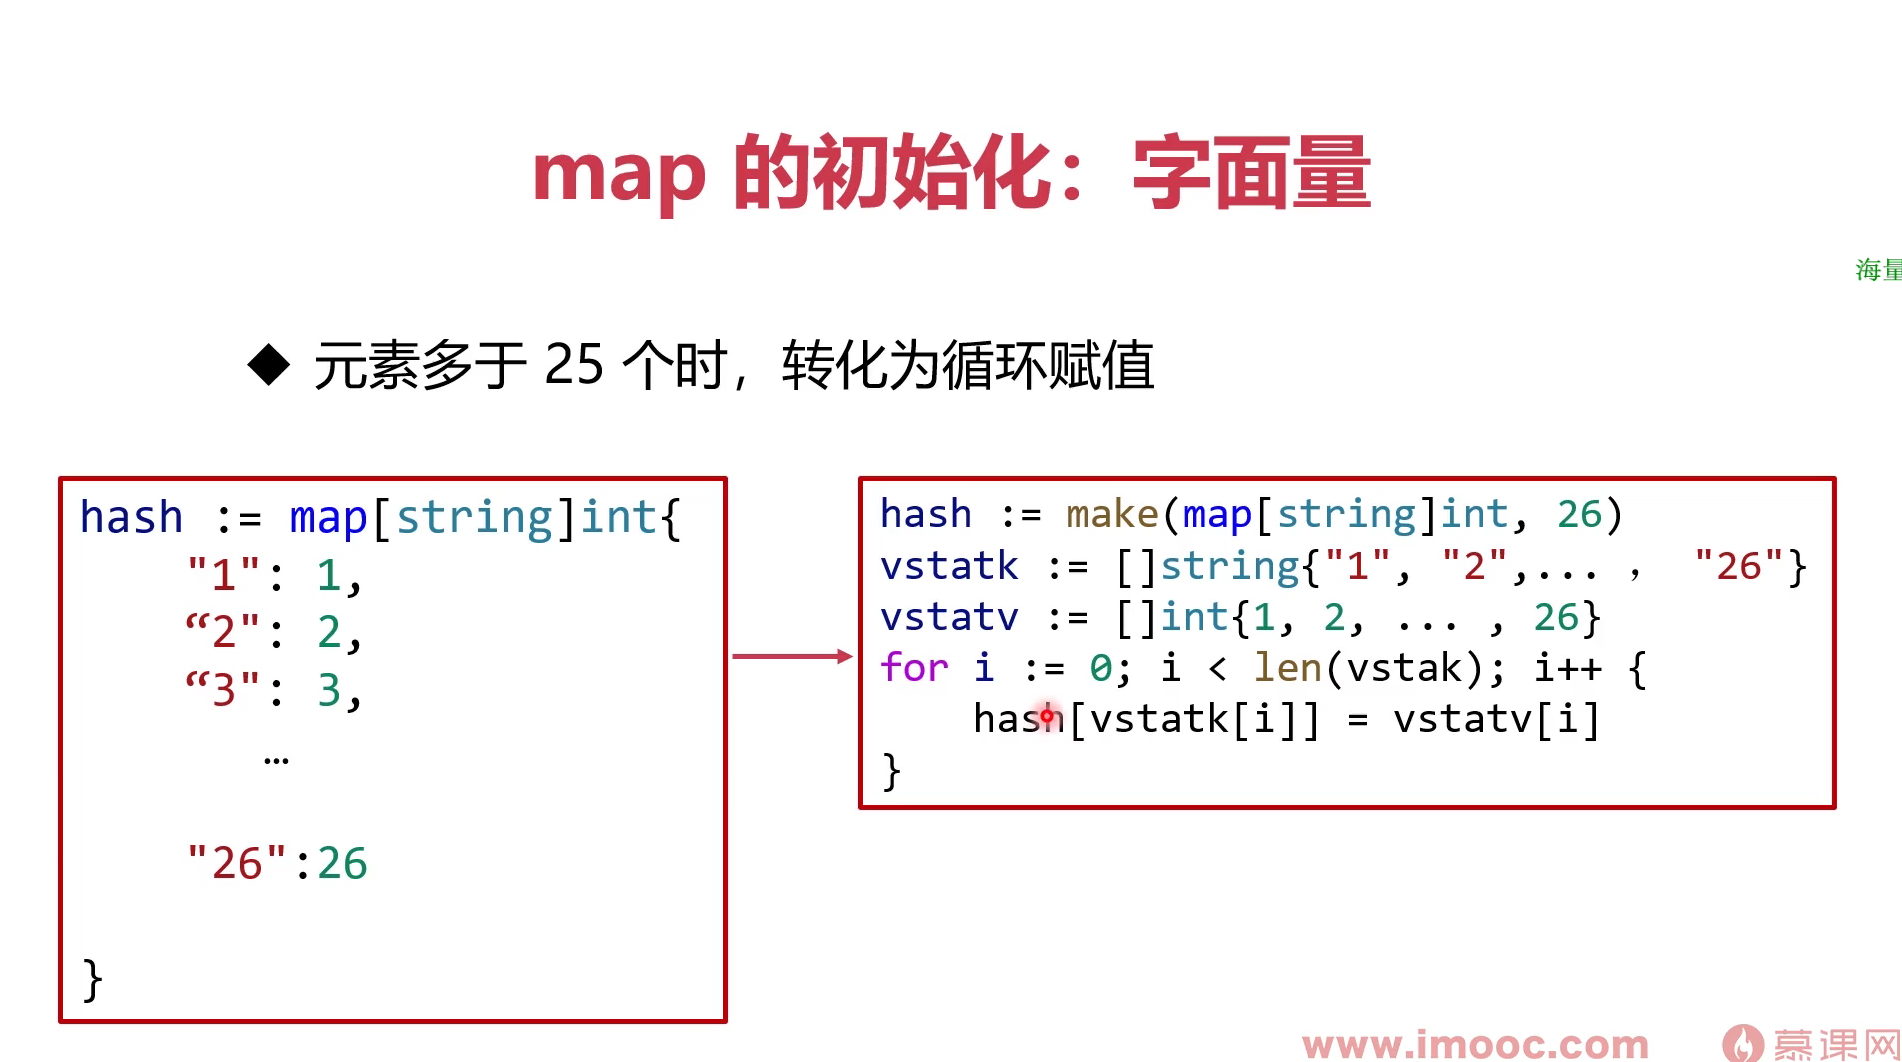 map 的初始化：字面量
海量
◆ 元素多于 25 个时，转化为循环赋值
hash := map[string]int{
"1": 1,
“2": 2,
“3": 3,
…
"26":26
}
hash := make(map[string]int, 26)
vstatk := []string{"1", "2",... ， "26"}
vstatv := []int{1, 2, ... , 26}
for i := 0; i < len(vstak); i++ {
hash[vstatk[i]] = vstatv[i]
}
www.imooc.com
慕课网